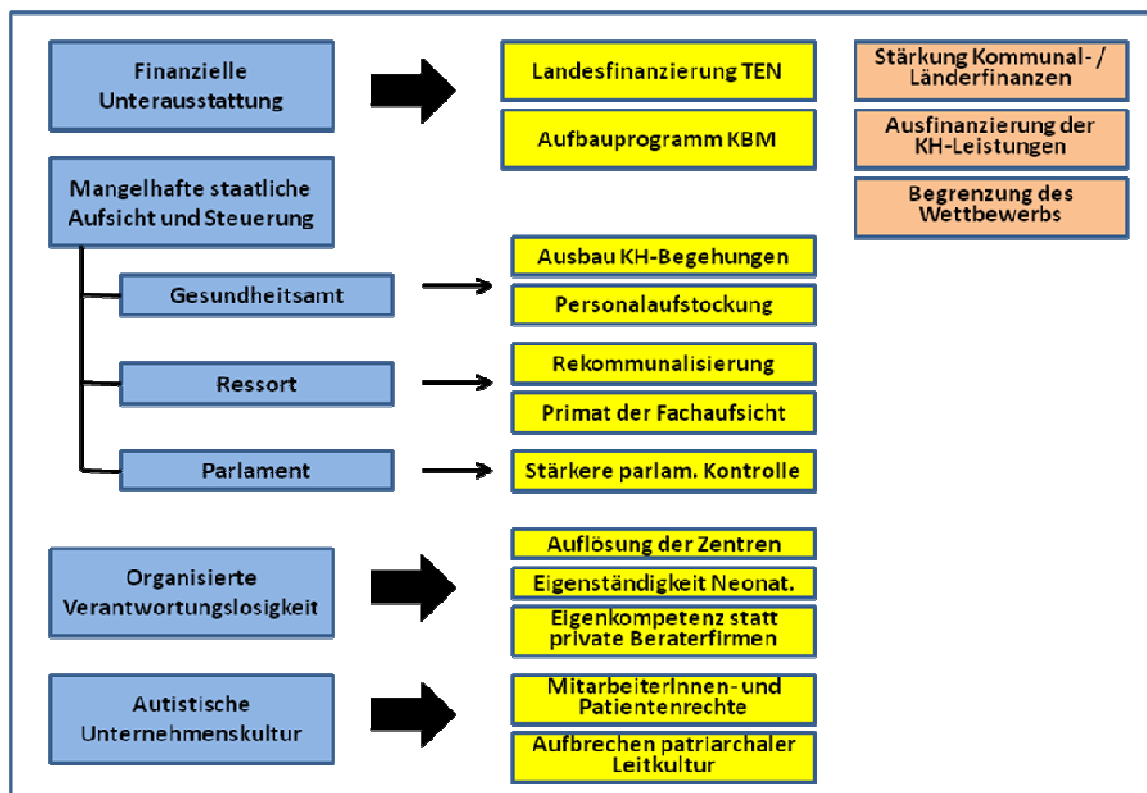 Finanzielle
Unterausstattung
Landesfinanzierung TEN
Aufbauprogramm KBM
Stärkung Kommunal- /
Länderfinanzen
Ausfinanzierung der
KH-Leistungen
Begrenzung des
Wettbewerbs
Mangelhafte staatliche
Aufsicht und Steuerung
Gesundheitsamt
Ausbau KH-Begehungen
Personalaufstockung
Ressort
Rekommunalisierung
Primat der Fachaufsicht
Parlament
Stärkere parlam. Kontrolle
Organisierte
Verantwortungslosigkeit
Auflösung der Zentren
Eigenständigkeit Neonat.
Eigenkompetenz statt
private Beraterfirmen
Autistische
Unternehmenskultur
MitarbeiterInnen- und
Patientenrechte
Aufbrechen patriarchaler
Leitkultur